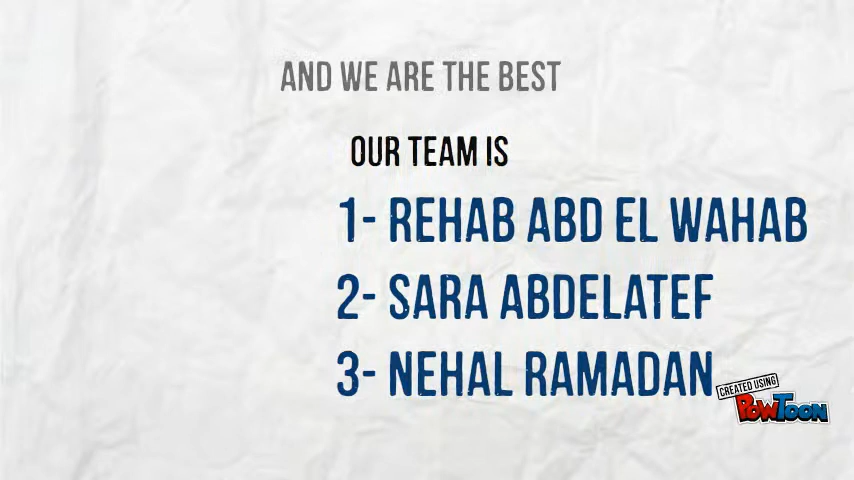 AND WE ARE THE BEST
OUR TEAM IS
1- REHAB ABD EL WAHAB
2- SARA ABDELATEF
3- NEHAL RAMADAN
CREATED USING
POWTOON